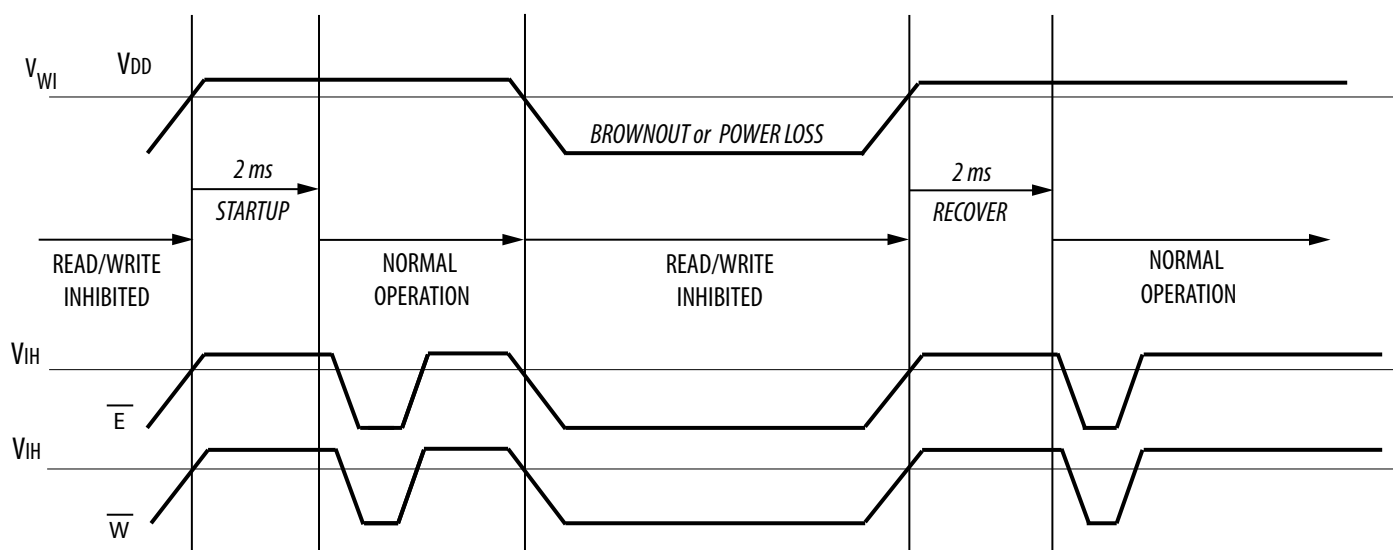 VWI VDD
BROWNOUT or POWER LOSS
2 ms
STARTUP
2 ms
RECOVER
READ/WRITE
INHIBITED
NORMAL
OPERATION
READ/WRITE
INHIBITED
NORMAL
OPERATION
VIH
E
VIH
W